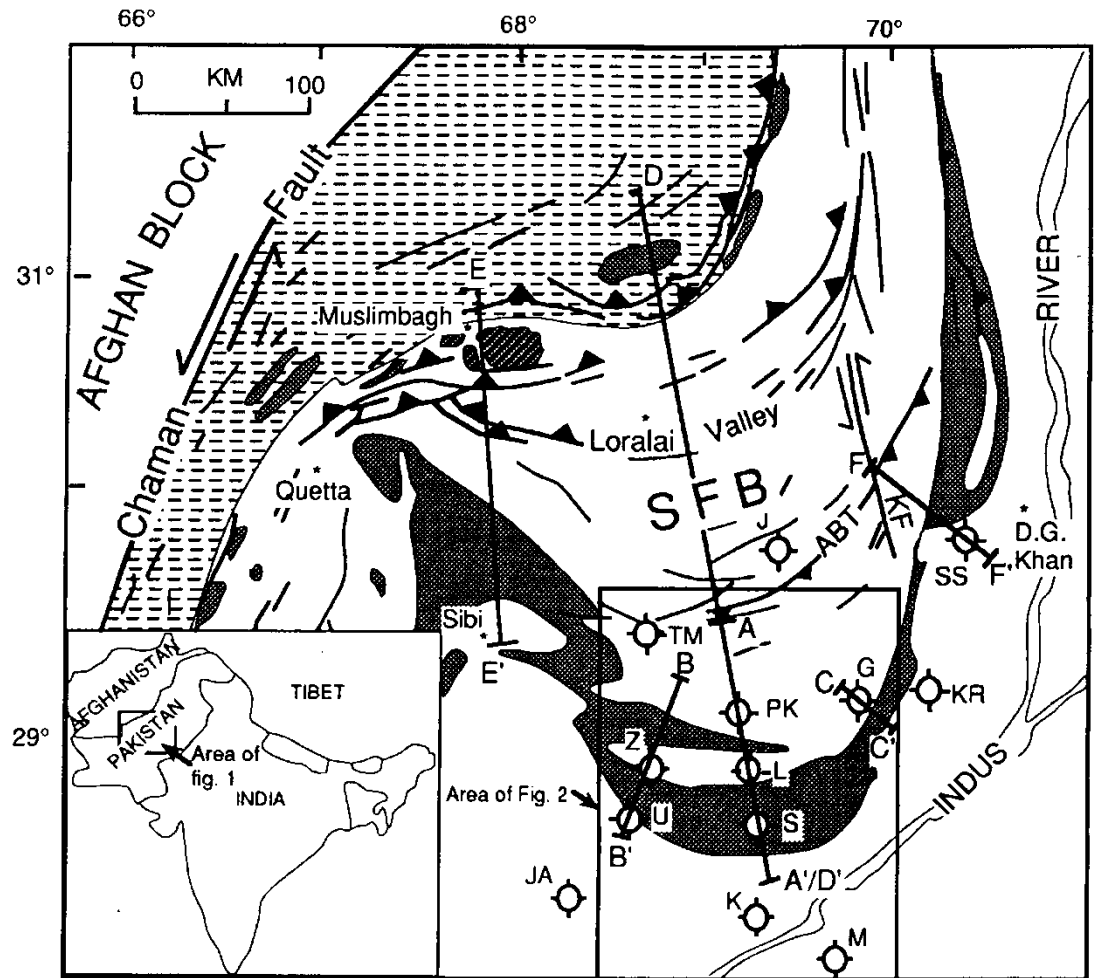 66°
68°
70°
0 KM 100
AFGHAN BLOCK
Chaman Fault
31°
29°
D
E
Muslimbagh
RIVER
Loralai Valley
Quetta
S F B
J
ABT
F
KF
D.G.
Khan
SS
F'
Sibi
E'
TM
A
B
C
G
KR
PK
C'
Z
L
Area of Fig. 2
U
S
B'
INDUS
JA
A'/D'
K
M
AFGHANISTAN
TIBET
PAKISTAN
Area of
fig. 1
INDIA